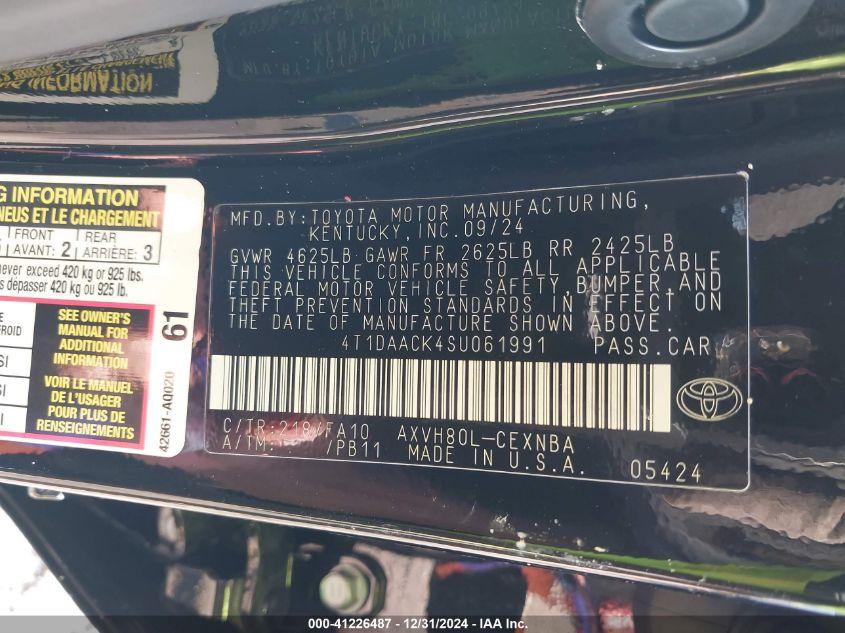 G INFORMATION
NEUS ET LE CHARGEMENT
FRONT
AVANT: 2
REAR
ARRIÈRE: 3
never exceed 420 kg or 925 lbs.
s dépasser 420 kg ou 925 lb.
SEE OWNER'S
MANUAL FOR
ADDITIONAL
INFORMATION
VOIR LE MANUEL
DE L'USAGER
POUR PLUS DE
RENSEIGNEMENTS
61
42661-A0020
MFD.BY:TOYOTA MOTOR MANUFACTURING,
KENTUCKY,INC.09/24
GVWR 4625LB GAWR FR 2625LB RR 2425LB
THIS VEHICLE CONFORMS TO ALL APPLICABLE
FEDERAL MOTOR VEHICLE SAFETY,BUMPER,AND
THEFT PREVENTION STANDARDS IN EFFECT ON
THE DATE OF MANUFACTURE SHOWN ABOVE.
4T1DAACK4SU061991 PASS.CAR
C/TR:218/FA10 AXVH80L-CEXNBA
A/TM: /PB11 MADE IN U.S.A. 05424
000-41226487 - 12/31/2024 - IAA Inc.